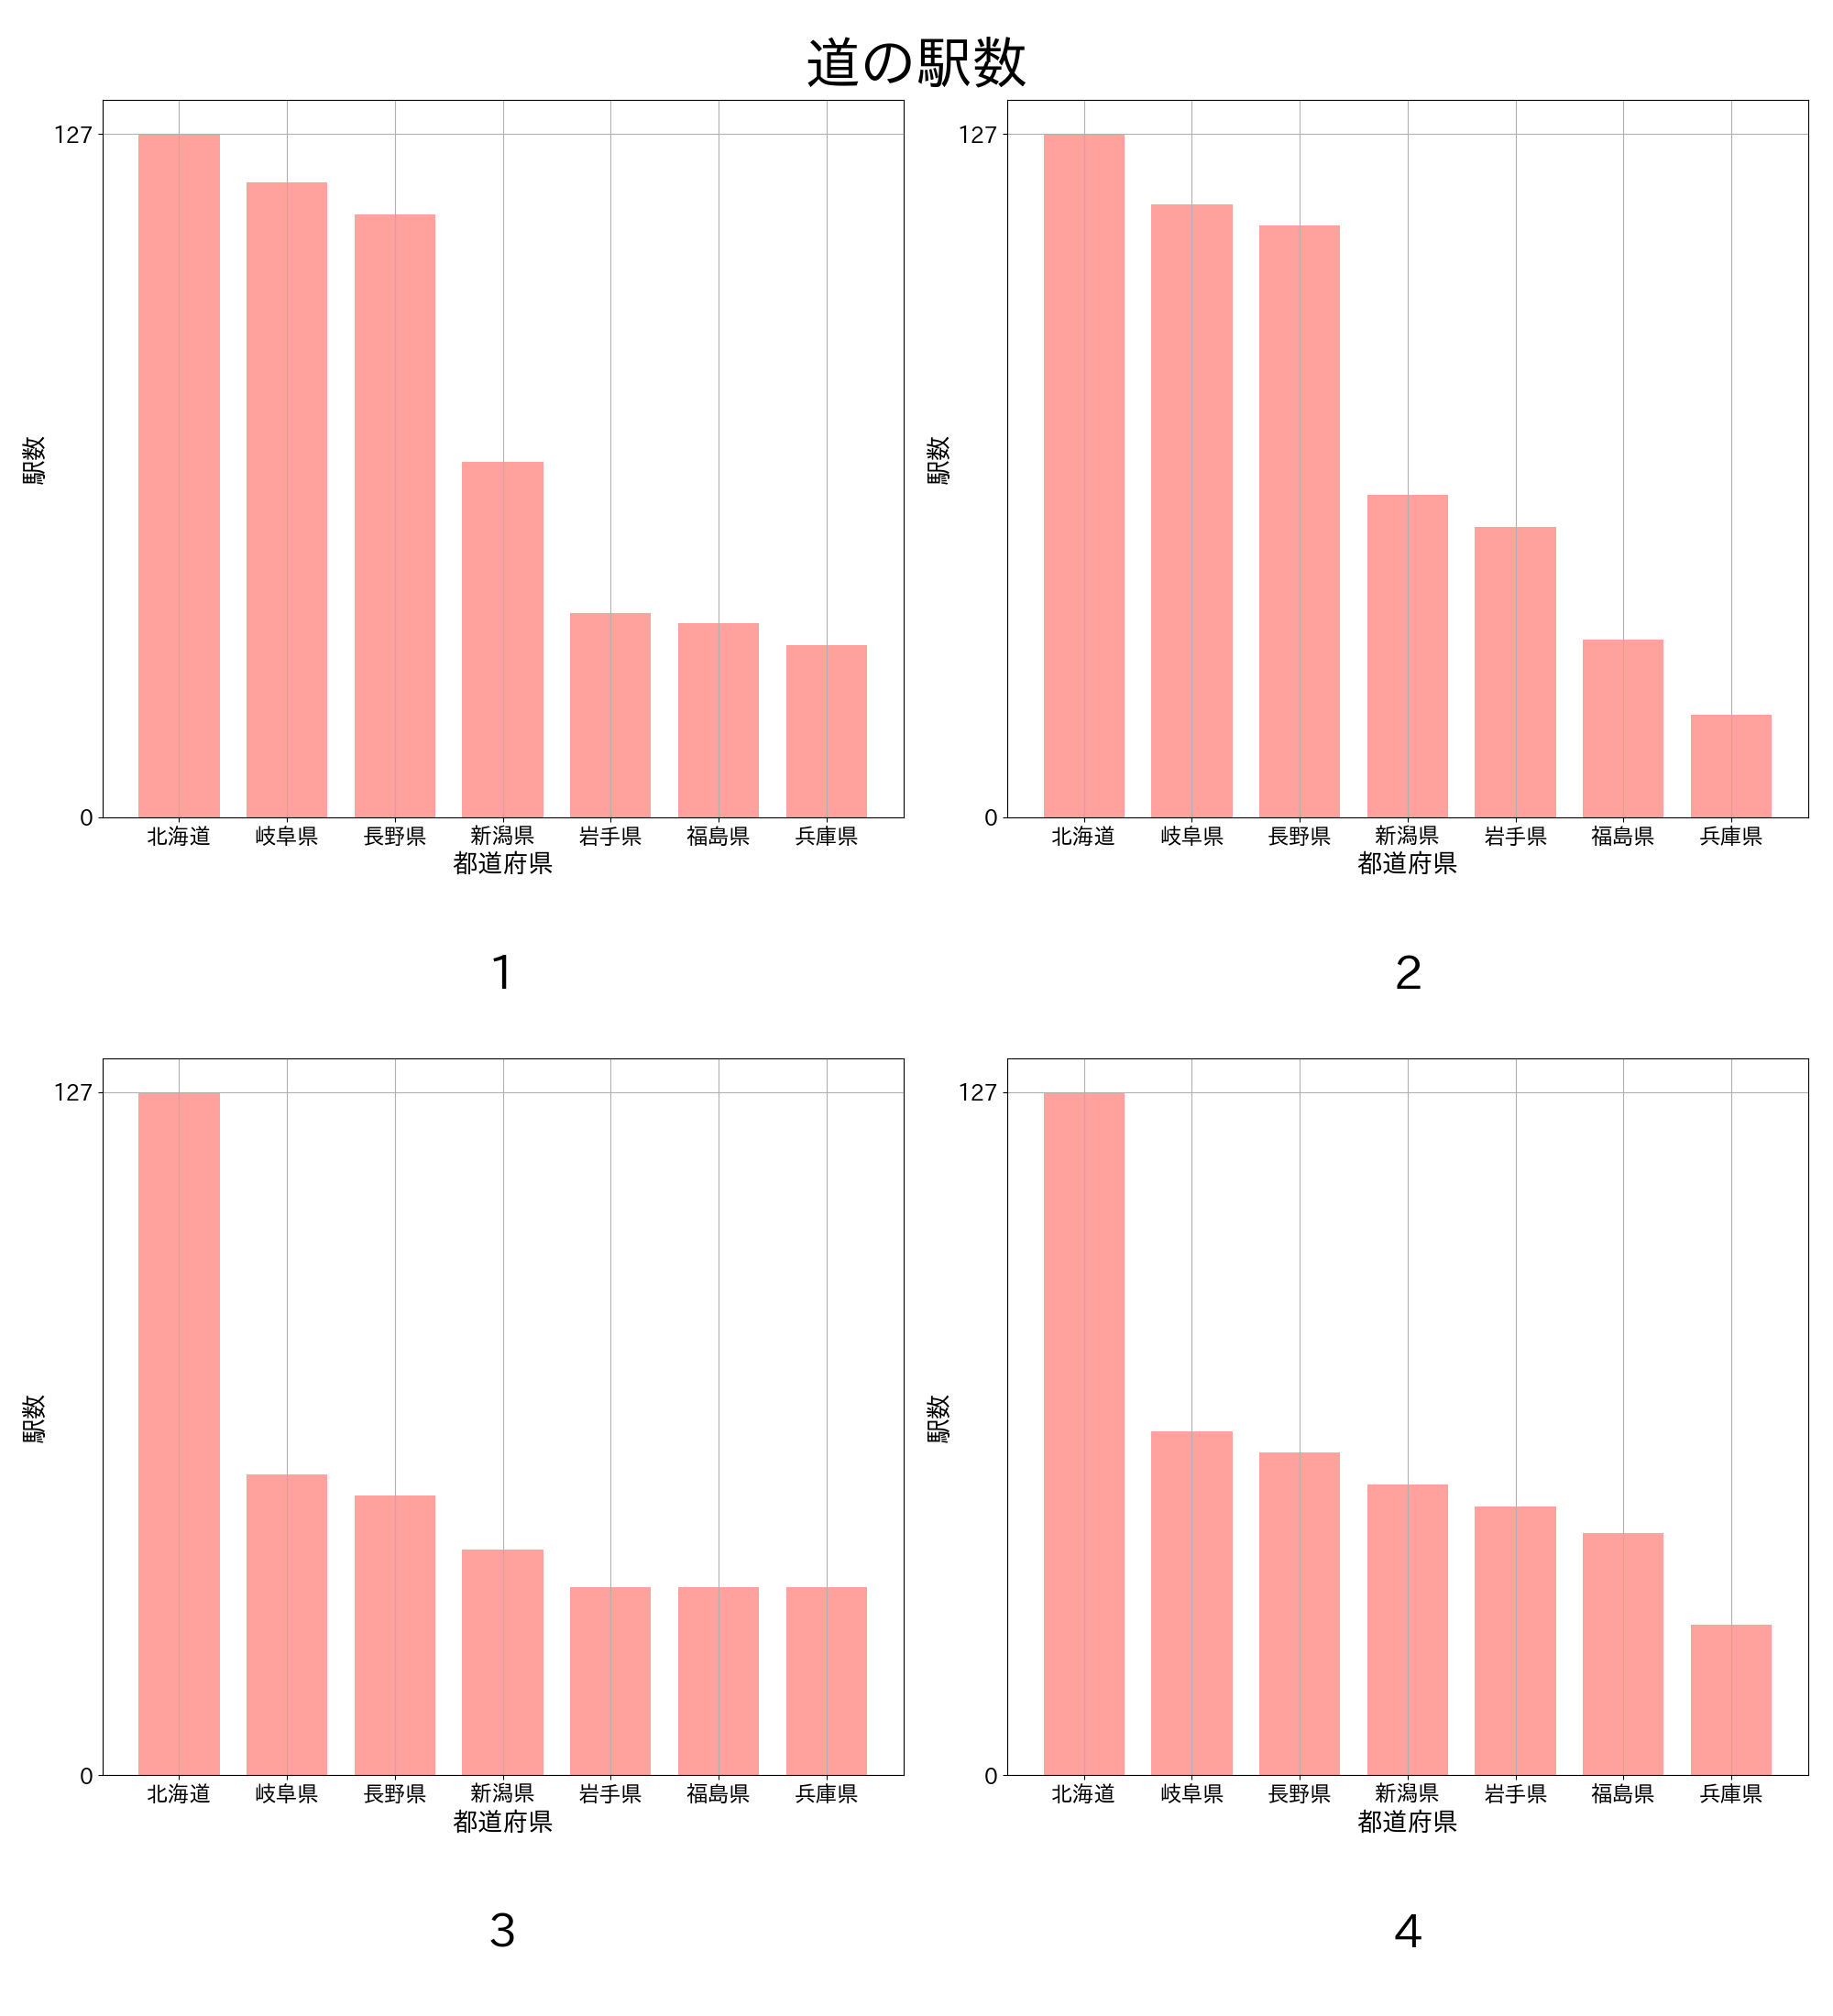 道の駅数
127
0
駅数
北海道 岐阜県 長野県 新潟県 岩手県 福島県 兵庫県
都道府県
1
127
0
駅数
北海道 岐阜県 長野県 新潟県 岩手県 福島県 兵庫県
都道府県
2
127
0
駅数
北海道 岐阜県 長野県 新潟県 岩手県 福島県 兵庫県
都道府県
3
127
0
駅数
北海道 岐阜県 長野県 新潟県 岩手県 福島県 兵庫県
都道府県
4